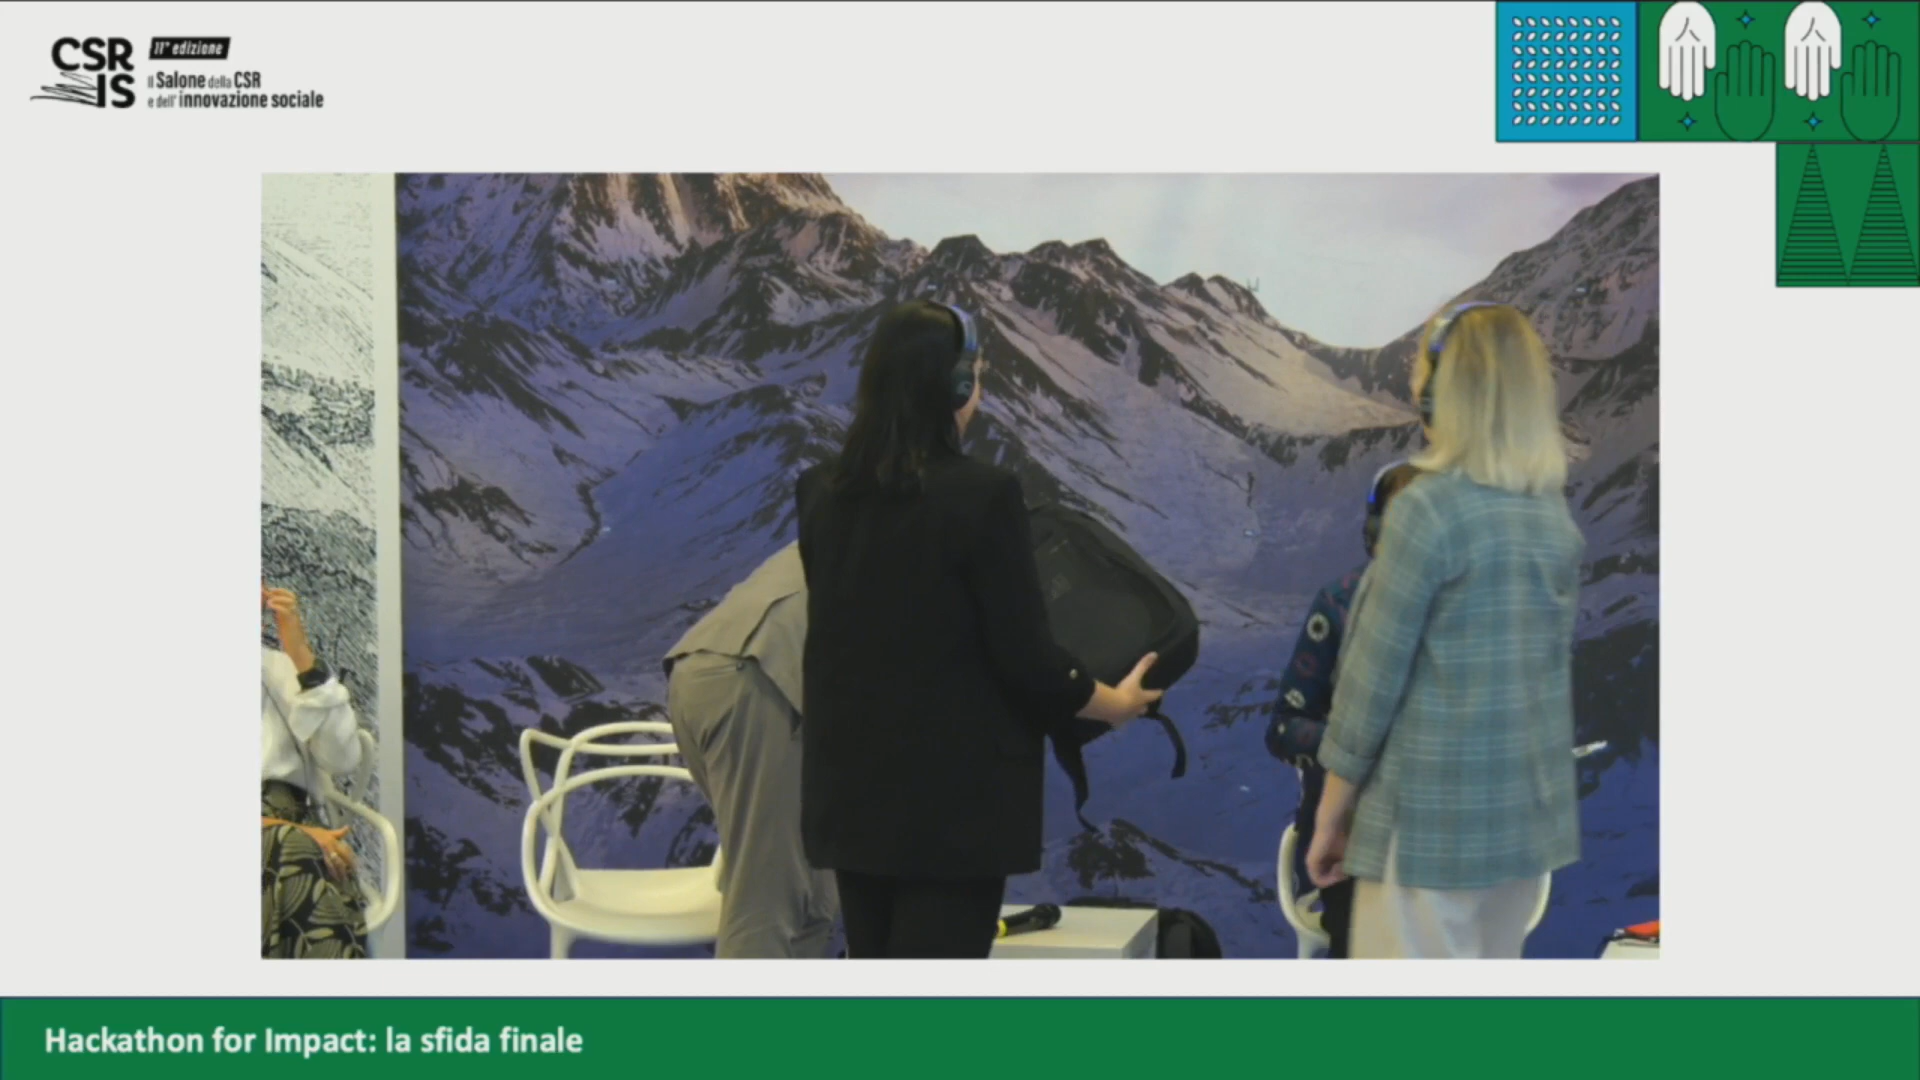 CSR
IS
11ª edizione
Il Salone della CSR
e dell'innovazione sociale
Hackathon for Impact: la sfida finale